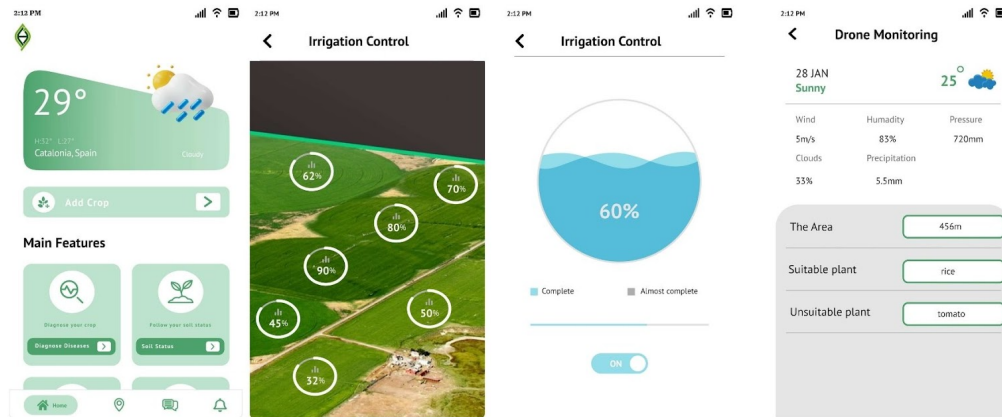 2:12 PM
29°
H:32° L:27°
Catalonia, Spain
Cloudy
Add Crop
Main Features
Diagnose your crop
Follow your soil status
Diagnose Diseases
Soil Status
Home
2:12 PM
Irrigation Control
62%
70%
80%
90%
50%
45%
32%
2:12 PM
Irrigation Control
60%
Complete
Almost complete
ON
2:12 PM
Drone Monitoring
28 JAN
Sunny
25°
Wind
Humadity
Pressure
5m/s
83%
720mm
Clouds
Precipitation
33%
5.5mm
The Area
456m
Suitable plant
rice
Unsuitable plant
tomato